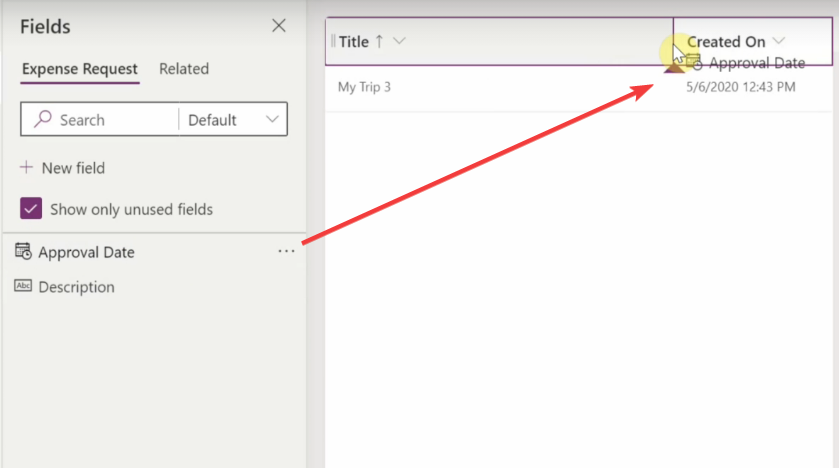 Fields
Expense Request
Related
Search
Default
New field
Show only unused fields
Approval Date
Abc Description
Title
Created On
Approval Date
My Trip 3
5/6/2020 12:43 PM